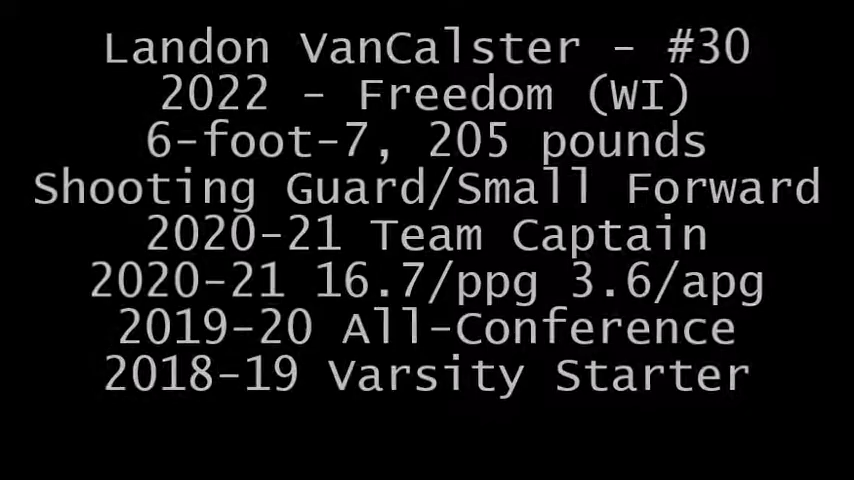 Landon VanCalster - #30
2022 - Freedom (WI)
6-foot-7, 205 pounds
Shooting Guard/Small Forward
2020-21 Team Captain
2020-21 16.7/ppg 3.6/apg
2019-20 All-Conference
2018-19 Varsity Starter